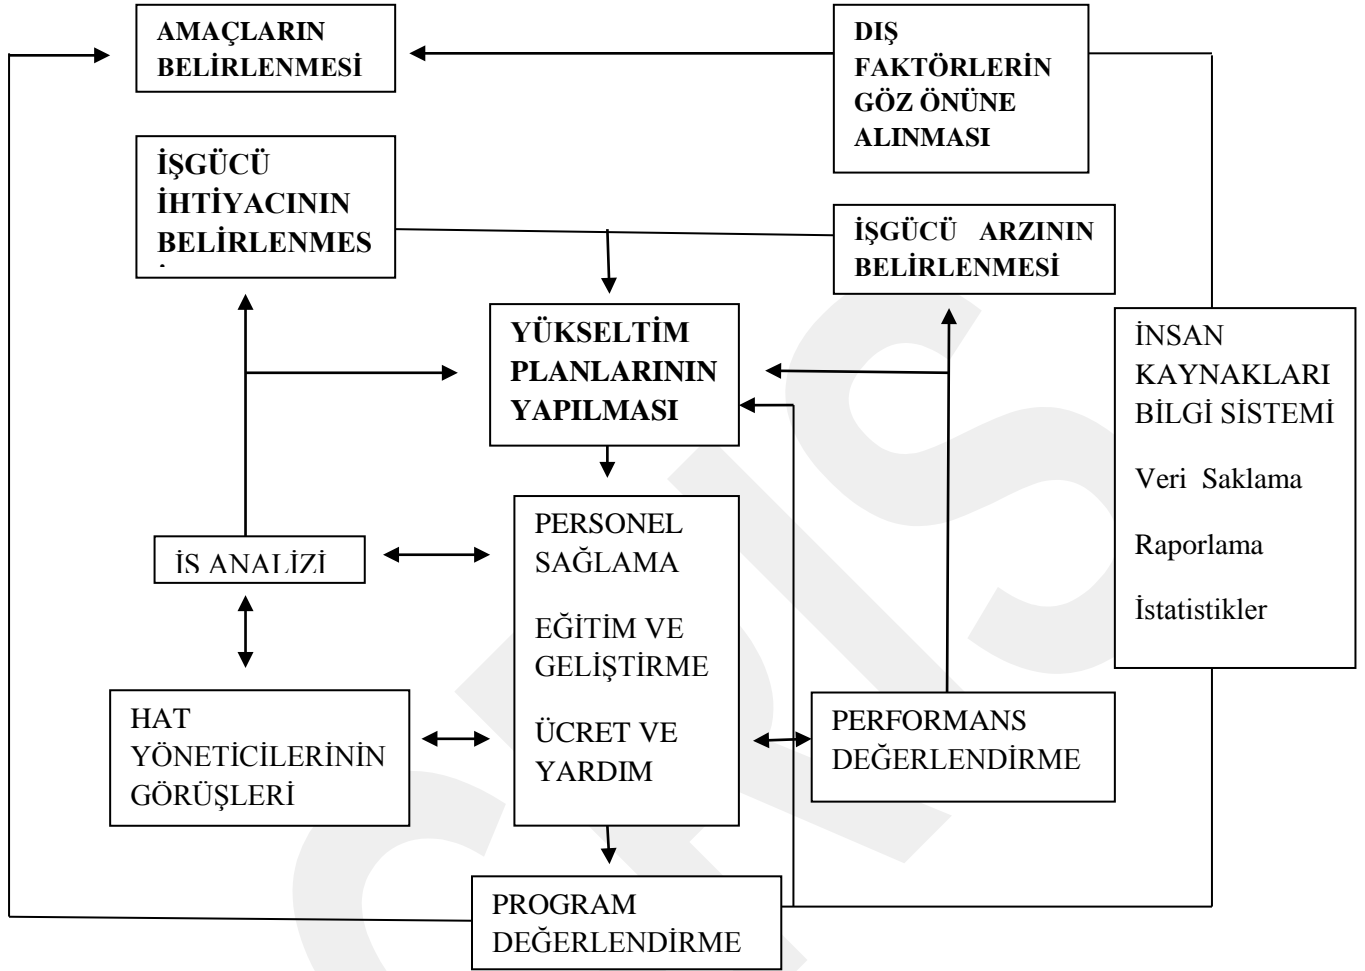 AMAÇLARIN
BELİRLENMESİ
DIŞ
FAKTÖRLERİN
GÖZ ÖNÜNE
ALINMASI
İŞGÜCÜ
İHTİYACININ
BELİRLENMES
İŞGÜCÜ ARZININ
BELİRLENMESİ
YÜKSELTİM
PLANLARININ
YAPILMASI
İNSAN
KAYNAKLARI
BİLGİ SİSTEMİ
Veri Saklama
Raporlama
İstatistikler
PERSONEL
SAĞLAMA
EĞİTİM VE
GELİŞTİRME
ÜCRET VE
YARDIM
İS ANALİZİ
HAT
YÖNETİCİLERİNİN
GÖRÜŞLERİ
PERFORMANS
DEĞERLENDİRME
PROGRAM
DEĞERLENDİRME